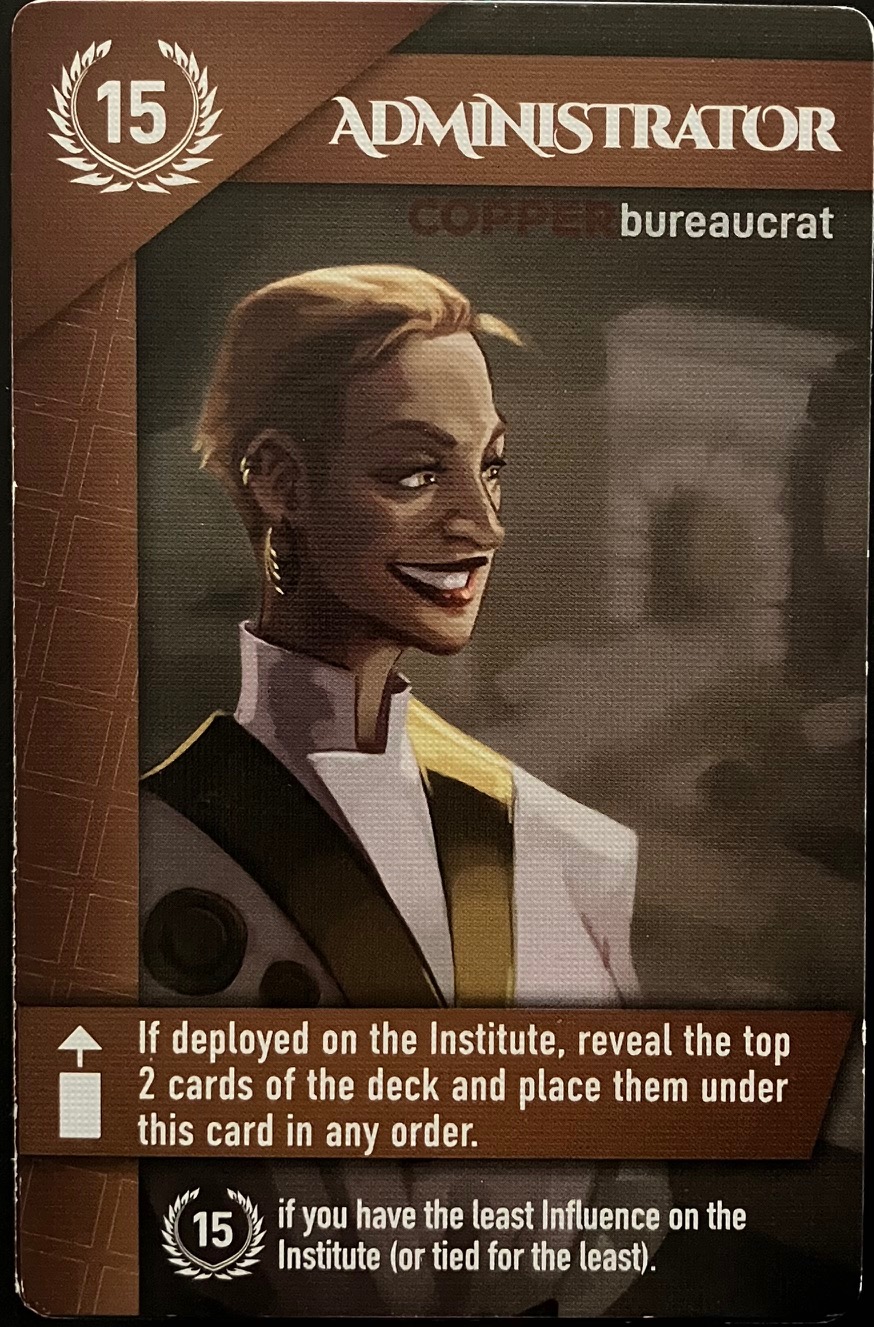 15
ADMINISTRATOR
COPPER bureaucrat
If deployed on the Institute, reveal the top
2 cards of the deck and place them under
this card in any order.
15 if you have the least Influence on the
Institute (or tied for the least).